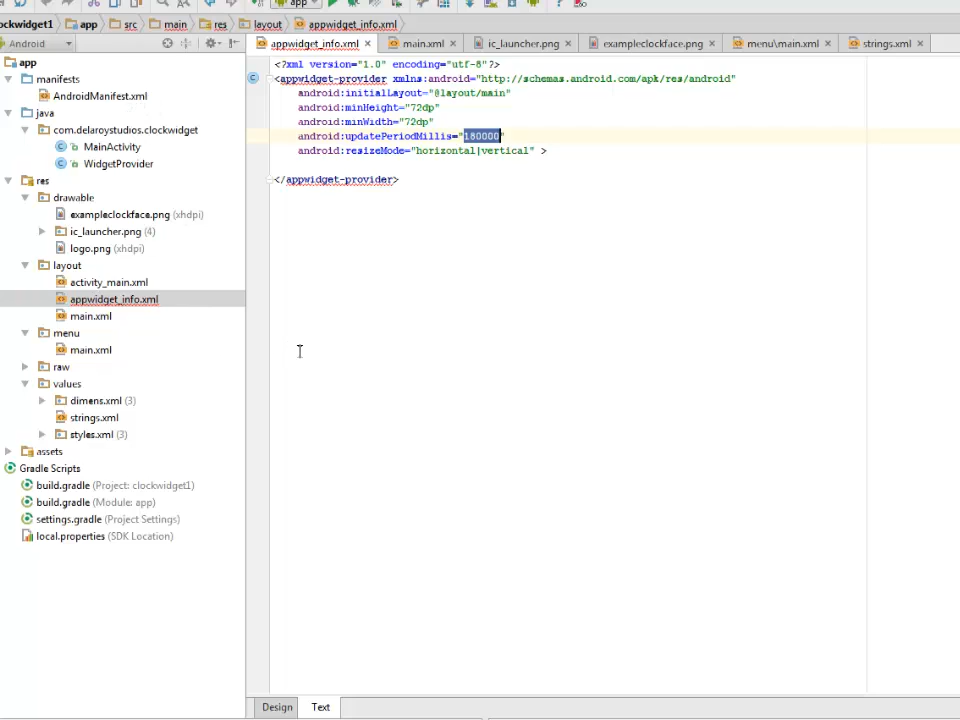 app
ockwidget1 app src main res layout appwidget_info.xml
Android
appwidget_info.xml main.xml ic_launcher.png exampleclockface.png menu\main.xml strings.xml
app
manifests
AndroidManifest.xml
java
com.delaroystudios.clockwidget
MainActivity
WidgetProvider
res
drawable
exampleclockface.png (xhdpi)
ic_launcher.png (4)
logo.png (xhdpi)
layout
activity_main.xml
appwidget_info.xml
main.xml
menu
main.xml
raw
values
dimens.xml (3)
strings.xml
styles.xml (3)
assets
Gradle Scripts
build.gradle (Project: clockwidget1)
build.gradle (Module: app)
settings.gradle (Project Settings)
local.properties (SDK Location)
<?xml version="1.0" encoding="utf-8"?>
<appwidget-provider xmlns:android="http://schemas.android.com/apk/res/android"
android:initialLayout="@layout/main"
android:minHeight="72dp"
android:minWidth="72dp"
android:updatePeriodMillis="180000"
android:resizeMode="horizontal|vertical" >
</appwidget-provider>
Design Text